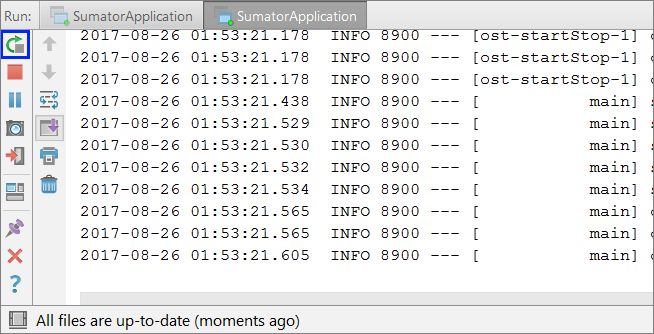 Run: SumatorApplication SumatorApplication
2017-08-26 01:53:21.178 INFO 8900 --- [ost-startStop-1]
2017-08-26 01:53:21.178 INFO 8900 --- [ost-startStop-1]
2017-08-26 01:53:21.178 INFO 8900 --- [ost-startStop-1]
2017-08-26 01:53:21.438 INFO 8900 --- [ main]
2017-08-26 01:53:21.529 INFO 8900 --- [ main]
2017-08-26 01:53:21.530 INFO 8900 --- [ main]
2017-08-26 01:53:21.532 INFO 8900 --- [ main]
2017-08-26 01:53:21.534 INFO 8900 --- [ main]
2017-08-26 01:53:21.565 INFO 8900 --- [ main]
2017-08-26 01:53:21.565 INFO 8900 --- [ main]
2017-08-26 01:53:21.605 INFO 8900 --- [ main]
All files are up-to-date (moments ago)